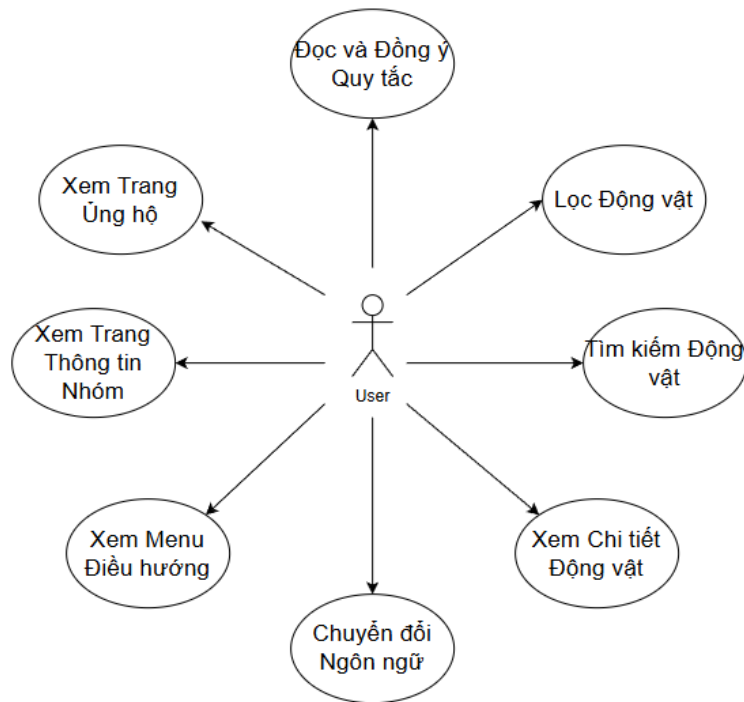 Đọc và Đồng ý
Quy tắc
Xem Trang
Ủng hộ
Lọc Động vật
Xem Trang
Thông tin
Nhóm
Tìm kiếm Động
vật
User
Xem Menu
Điều hướng
Xem Chi tiết
Động vật
Chuyển đổi
Ngôn ngữ